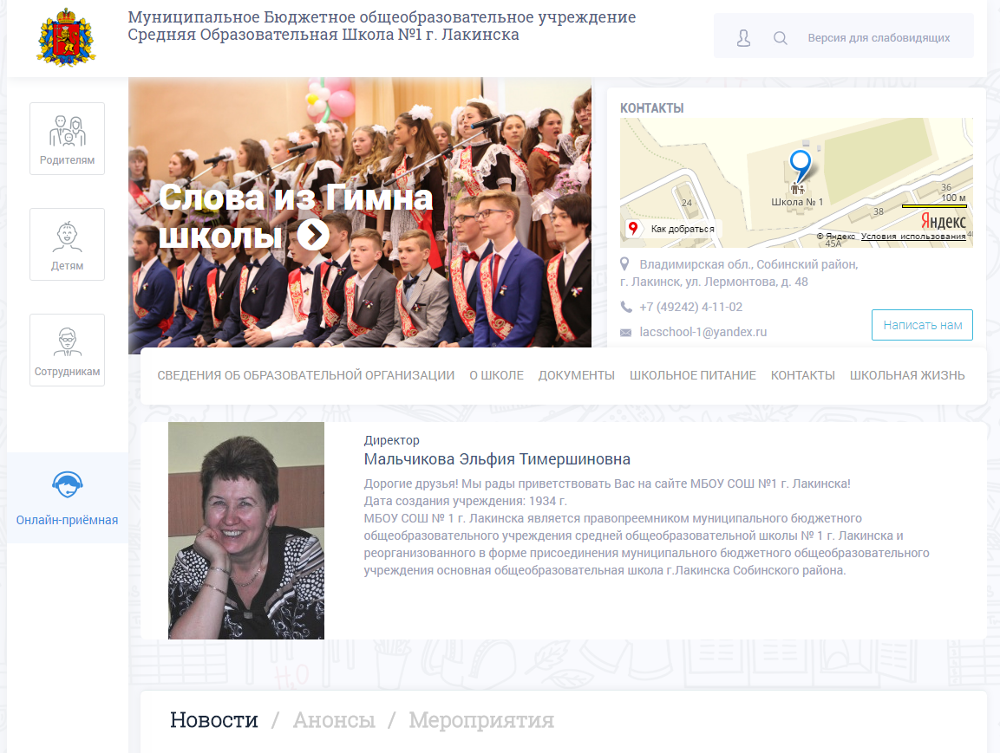 Муниципальное Бюджетное общеобразовательное учреждение
Средняя Образовательная Школа №1 г. Лакинска
Версия для слабовидящих
Родителям
Детям
Сотрудникам
Онлайн-приёмная
Слова из Гимна
школы
КОНТАКТЫ
24
Школа № 1
36
100 м
38
Яндекс
Как добраться
© Яндекс Условия использования
45А
Владимирская обл., Собинский район,
г. Лакинск, ул. Лермонтова, д. 48
+7 (49242) 4-11-02
lacschool-1@yandex.ru
Написать нам
СВЕДЕНИЯ ОБ ОБРАЗОВАТЕЛЬНОЙ ОРГАНИЗАЦИИ О ШКОЛЕ ДОКУМЕНТЫ ШКОЛЬНОЕ ПИТАНИЕ КОНТАКТЫ ШКОЛЬНАЯ ЖИЗНЬ
Директор
Мальчикова Эльфия Тимершиновна
Дорогие друзья! Мы рады приветствовать Вас на сайте МБОУ СОШ №1 г. Лакинска!
Дата создания учреждения: 1934 г.
МБОУ СОШ № 1 г. Лакинска является правопреемником муниципального бюджетного
общеобразовательного учреждения средней общеобразовательной школы № 1 г. Лакинска и
реорганизованного в форме присоединения муниципального бюджетного общеобразовательного
учреждения основная общеобразовательная школа г.Лакинска Собинского района.
Новости / Анонсы / Мероприятия